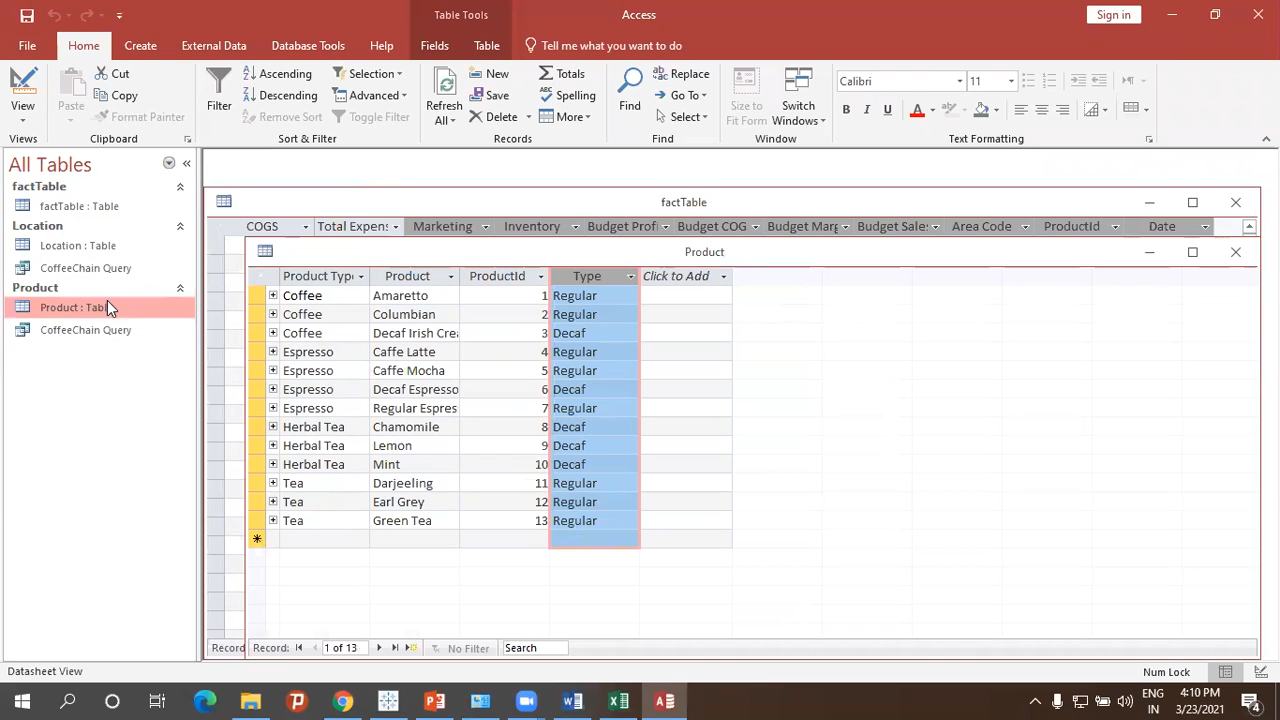 Table Tools
Access
Sign in
File
Home
Create
External Data
Database Tools
Help
Fields
Table
Tell me what you want to do
View
Views
Paste
Cut
Copy
Format Painter
Clipboard
Filter
Ascending
Descending
Remove Sort
Selection
Advanced
Toggle Filter
Sort & Filter
Refresh
All
New
Save
Delete
Totals
Spelling
More
Records
Find
Replace
Go To
Select
Find
Size to
Fit Form
Switch
Windows
Window
Calibri
11
B I U A
Text Formatting
All Tables
factTable
factTable : Table
Location
Location : Table
CoffeeChain Query
Product
Product : Tab
CoffeeChain Query
factTable
COGS Total Expens Marketing Inventory Budget Profi Budget COG Budget Marg Budget Sale: Area Code ProductId Date
Product
Product Type Product ProductId Type Click to Add
Coffee Amaretto 1 Regular
Coffee Columbian 2 Regular
Coffee Decaf Irish Crea 3 Decaf
Espresso Caffe Latte 4 Regular
Espresso Caffe Mocha 5 Regular
Espresso Decaf Espresso 6 Decaf
Espresso Regular Espres 7 Regular
Herbal Tea Chamomile 8 Decaf
Herbal Tea Lemon 9 Decaf
Herbal Tea Mint 10 Decaf
Tea Darjeeling 11 Regular
Tea Earl Grey 12 Regular
Tea Green Tea 13 Regular
Record
Record: 1 of 13 No Filter Search
Datasheet View
Num Lock
ENG
IN
4:10 PM
3/23/2021
4